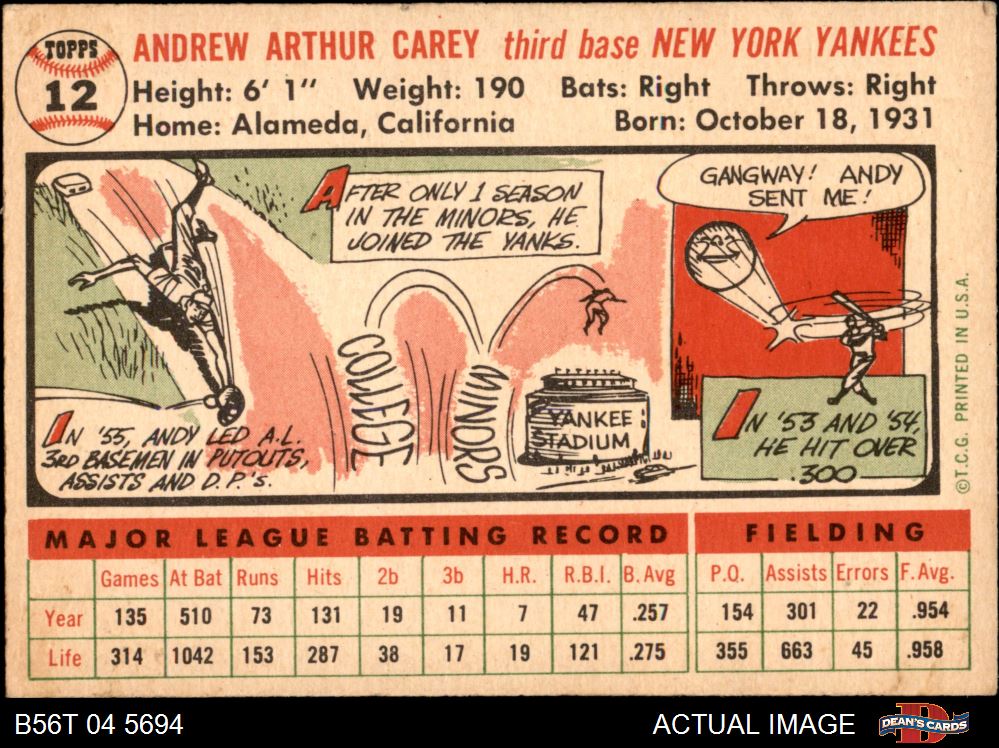 TOPPS
12
ANDREW ARTHUR CAREY third base NEW YORK YANKEES
Height: 6' 1" Weight: 190 Bats: Right Throws: Right
Home: Alameda, California Born: October 18, 1931
AFTER ONLY 1 SEASON
IN THE MINORS, HE
JOINED THE YANKS.
GANGWAY! ANDY
SENT ME!
COLLEGE
MINORS
YANKEE
STADIUM
IN '55, ANDY LED A.L.
3RD BASEMEN IN PUTOUTS,
ASSISTS AND D.P.'s.
IN '53 AND '54,
HE HIT OVER
.300
©T.C.G. PRINTED IN U.S.A.
MAJOR LEAGUE BATTING RECORD FIELDING
Games At Bat Runs Hits 2b 3b H.R. R.B.I. B. Avg P.O. Assists Errors F. Avg.
Year 135 510 73 131 19 11 7 47 .257 154 301 22 .954
Life 314 1042 153 287 38 17 19 121 .275 355 663 45 .958
B56T 04 5694 ACTUAL IMAGE DEAN'S CARDS